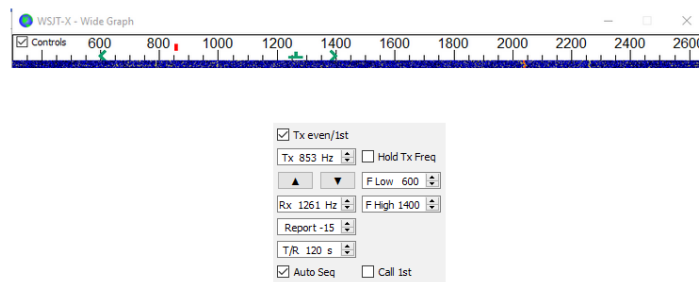 WSJT-X - Wide Graph
Controls 600 800 1000 1200 1400 1600 1800 2000 2200 2400 2600
Tx even/1st
Tx 853 Hz Hold Tx Freq
F Low 600
Rx 1261 Hz F High 1400
Report -15
T/R 120 s
Auto Seq Call 1st